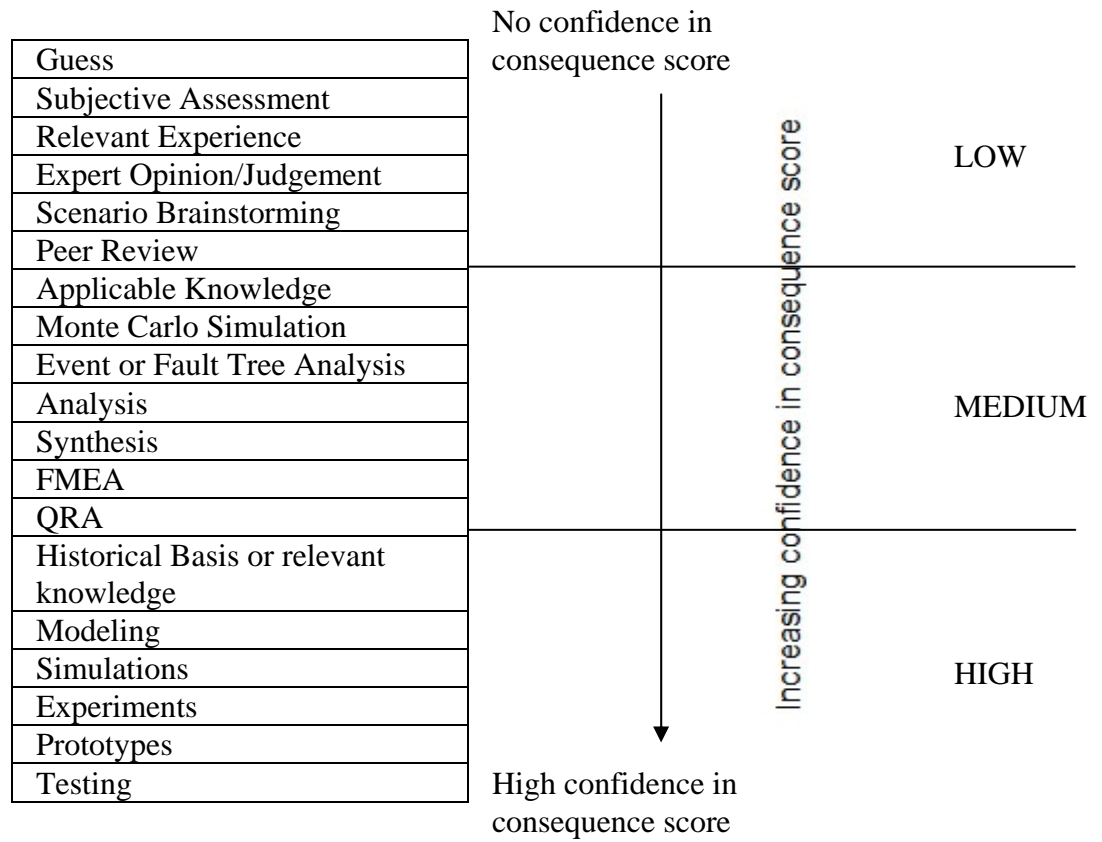 No confidence in
consequence score
Guess
Subjective Assessment
Relevant Experience
Expert Opinion/Judgement
Scenario Brainstorming
Peer Review
Applicable Knowledge
Monte Carlo Simulation
Event or Fault Tree Analysis
Analysis
Synthesis
FMEA
QRA
Historical Basis or relevant
knowledge
Modeling
Simulations
Experiments
Prototypes
Testing
Increasing confidence in consequence score
LOW
MEDIUM
HIGH
High confidence in
consequence score